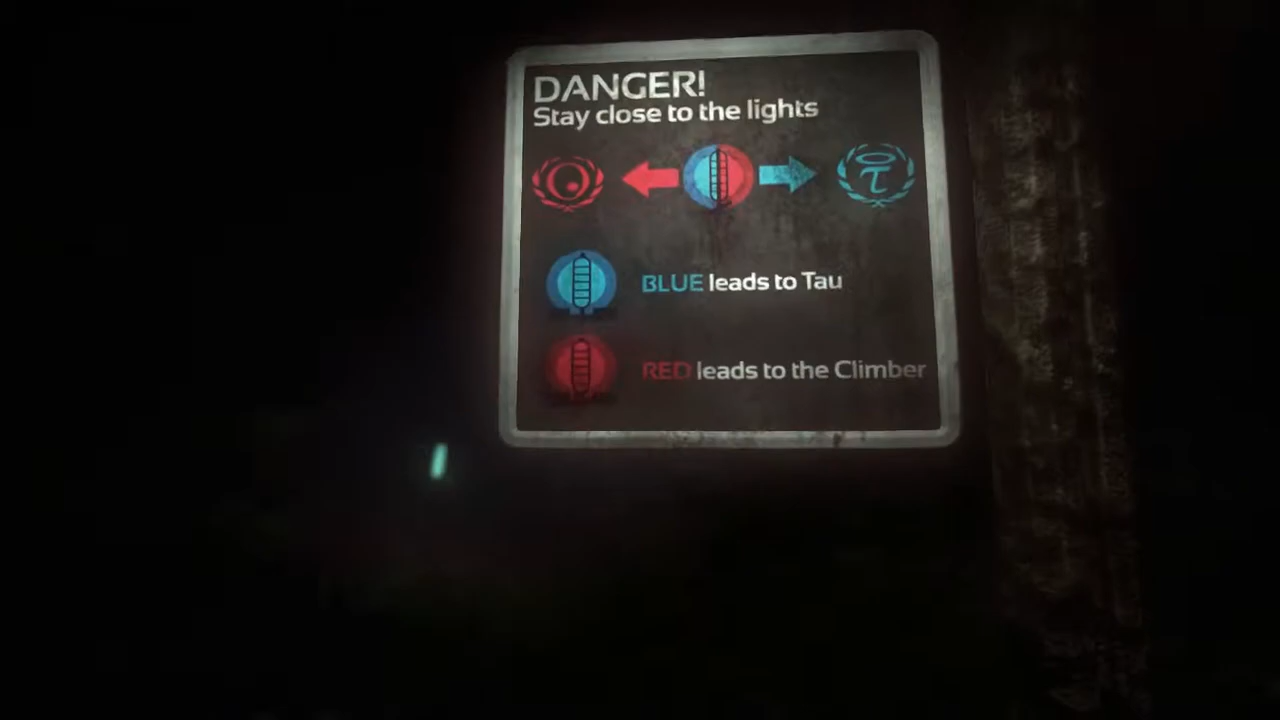 DANGER!
Stay close to the lights
τ
BLUE leads to Tau
RED leads to the Climber